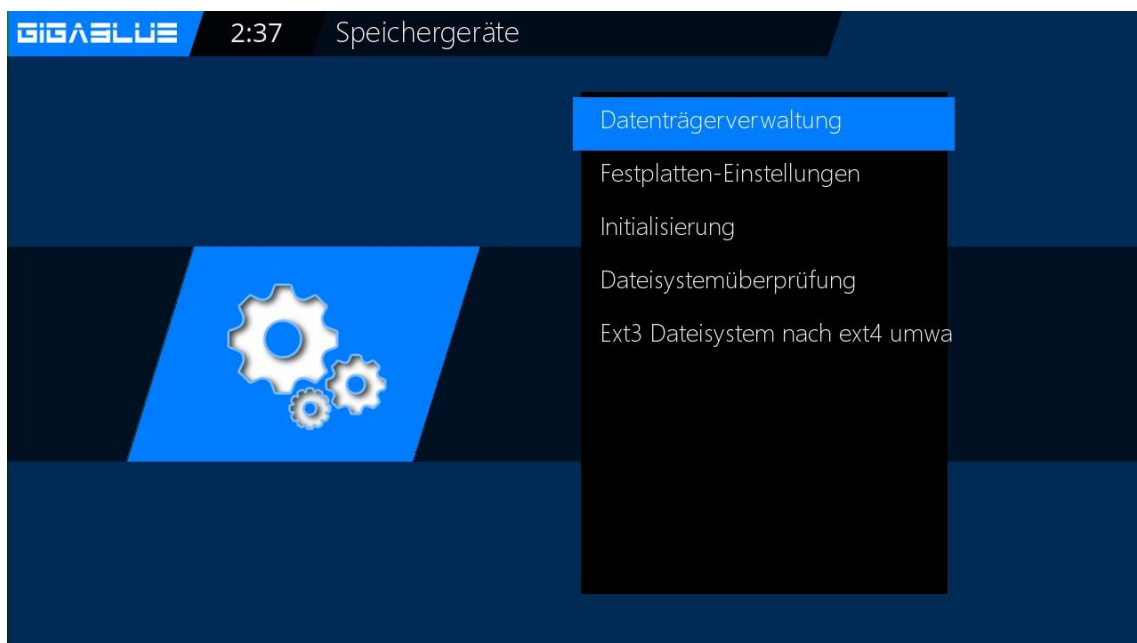 GIGABLUE 2:37 Speichergeräte
Datenträgerverwaltung
Festplatten-Einstellungen
Initialisierung
Dateisystemüberprüfung
Ext3 Dateisystem nach ext4 umwa